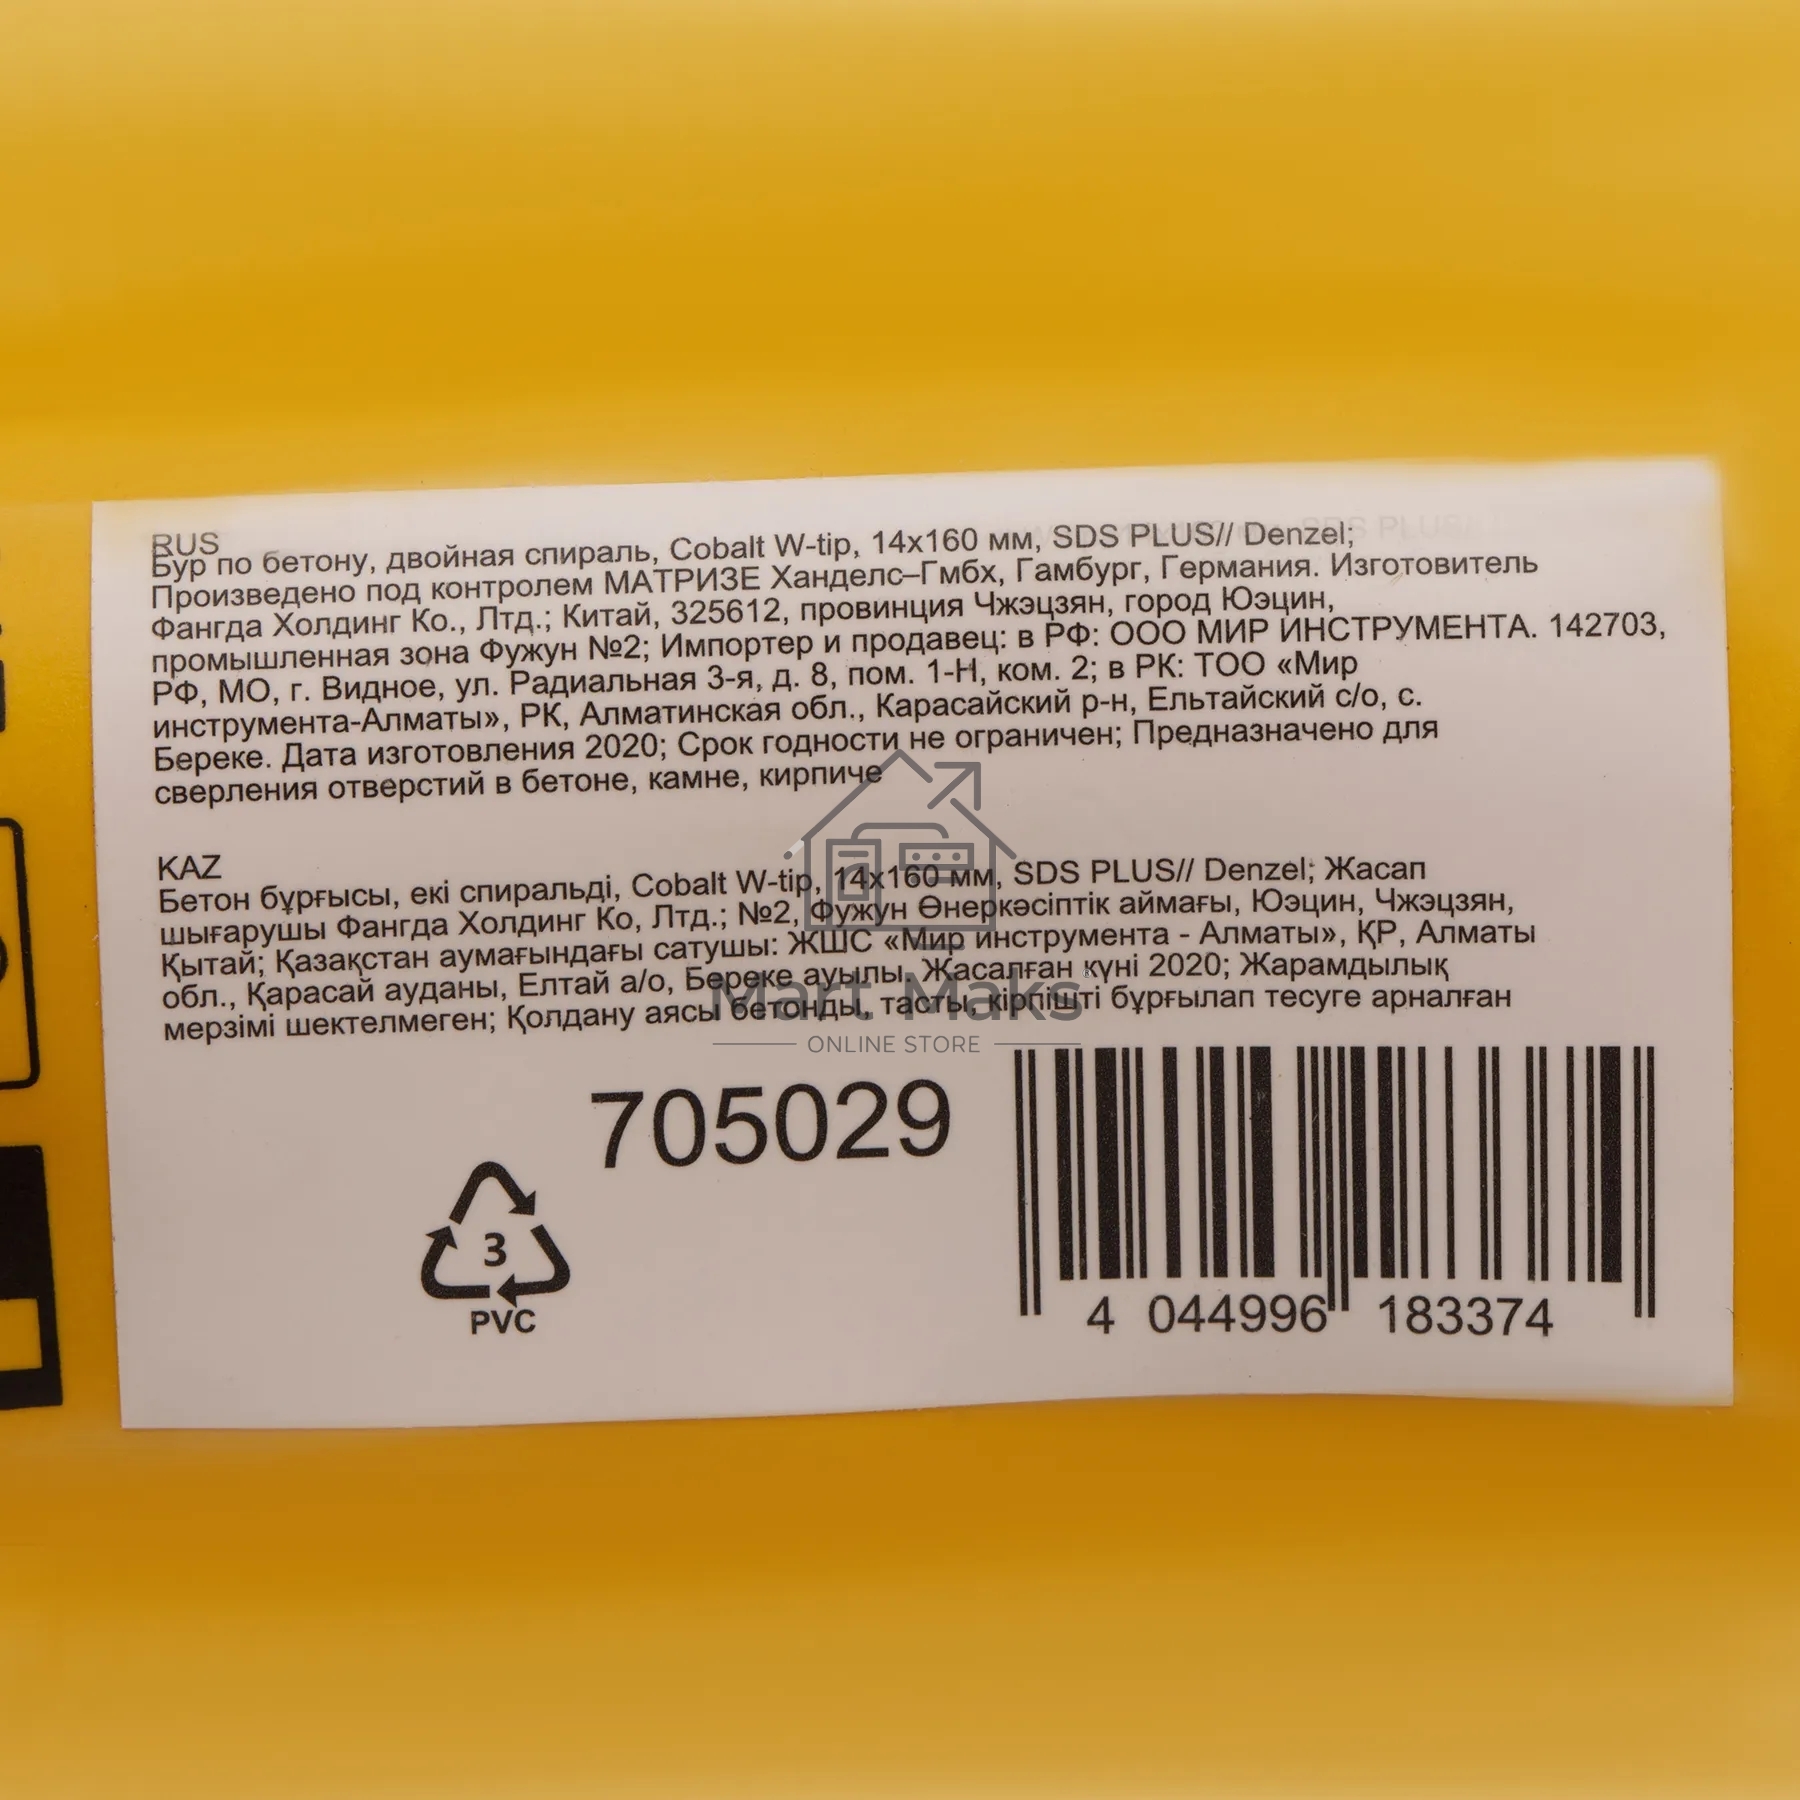 RUS
Бур по бетону, двойная спираль, Cobalt W-tip, 14x160 мм, SDS PLUS// Denzel;
Произведено под контролем МАТРИЗЕ Ханделс–Гмбх, Гамбург, Германия. Изготовитель
Фангда Холдинг Ко., Лтд.; Китай, 325612, провинция Чжэцзян, город Юэцин,
промышленная зона Фужун №2; Импортер и продавец: в РФ: ООО МИР ИНСТРУМЕНТА. 142703,
РФ, МО, г. Видное, ул. Радиальная 3-я, д. 8, пом. 1-Н, ком. 2; в РК: ТОО «Мир
инструмента-Алматы», РК, Алматинская обл., Карасайский р-н, Ельтайский с/о, с.
Береке. Дата изготовления 2020; Срок годности не ограничен; Предназначено для
сверления отверстий в бетоне, камне, кирпиче
KAZ
Бетон бұрғысы, екі спиральді, Cobalt W-tip, 14x160 мм, SDS PLUS// Denzel; Жасап
шығарушы Фангда Холдинг Ко, Лтд.; №2, Фужун Өнеркәсіптік аймағы, Юэцин, Чжэцзян,
Қытай; Қазақстан аумағындағы сатушы: ЖШС «Мир инструмента - Алматы», ҚР, Алматы
обл., Қарасай ауданы, Елтай а/о, Береке ауылы, Жасалған күні 2020; Жарамдылық
мерзімі шектелмеген; Қолдану аясы бетонды, тасты, кірпішті бұрғылап тесуге арналған
Mart Maks
ONLINE STORE
705029
3
PVC
4 044996 183374